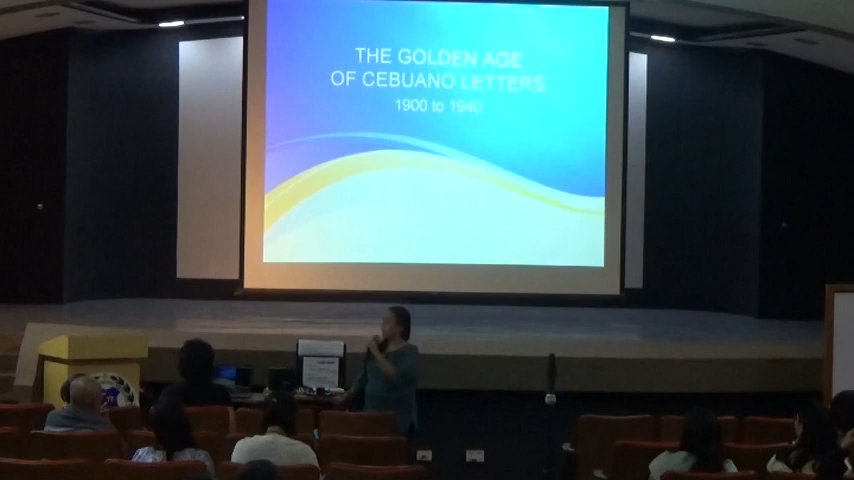 THE GOLDEN AGE
OF CEBUANO LETTERS
1900 to 1940